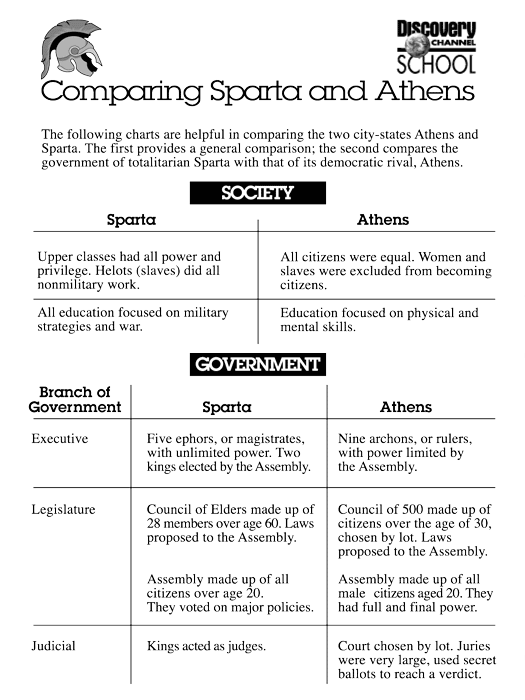 Discovery
CHANNEL
SCHOOL
Comparing Sparta and Athens
The following charts are helpful in comparing the two city-states Athens and
Sparta. The first provides a general comparison; the second compares the
government of totalitarian Sparta with that of its democratic rival, Athens.
SOCIETY
Sparta
Athens
Upper classes had all power and
privilege. Helots (slaves) did all
nonmilitary work.
All citizens were equal. Women and
slaves were excluded from becoming
citizens.
All education focused on military
strategies and war.
Education focused on physical and
mental skills.
GOVERNMENT
Branch of
Government
Sparta
Athens
Executive
Five ephors, or magistrates,
with unlimited power. Two
kings elected by the Assembly.
Nine archons, or rulers,
with power limited by
the Assembly.
Legislature
Council of Elders made up of
28 members over age 60. Laws
proposed to the Assembly.
Council of 500 made up of
citizens over the age of 30,
chosen by lot. Laws
proposed to the Assembly.
Assembly made up of all
citizens over age 20.
They voted on major policies.
Assembly made up of all
male citizens aged 20. They
had full and final power.
Judicial
Kings acted as judges.
Court chosen by lot. Juries
were very large, used secret
ballots to reach a verdict.